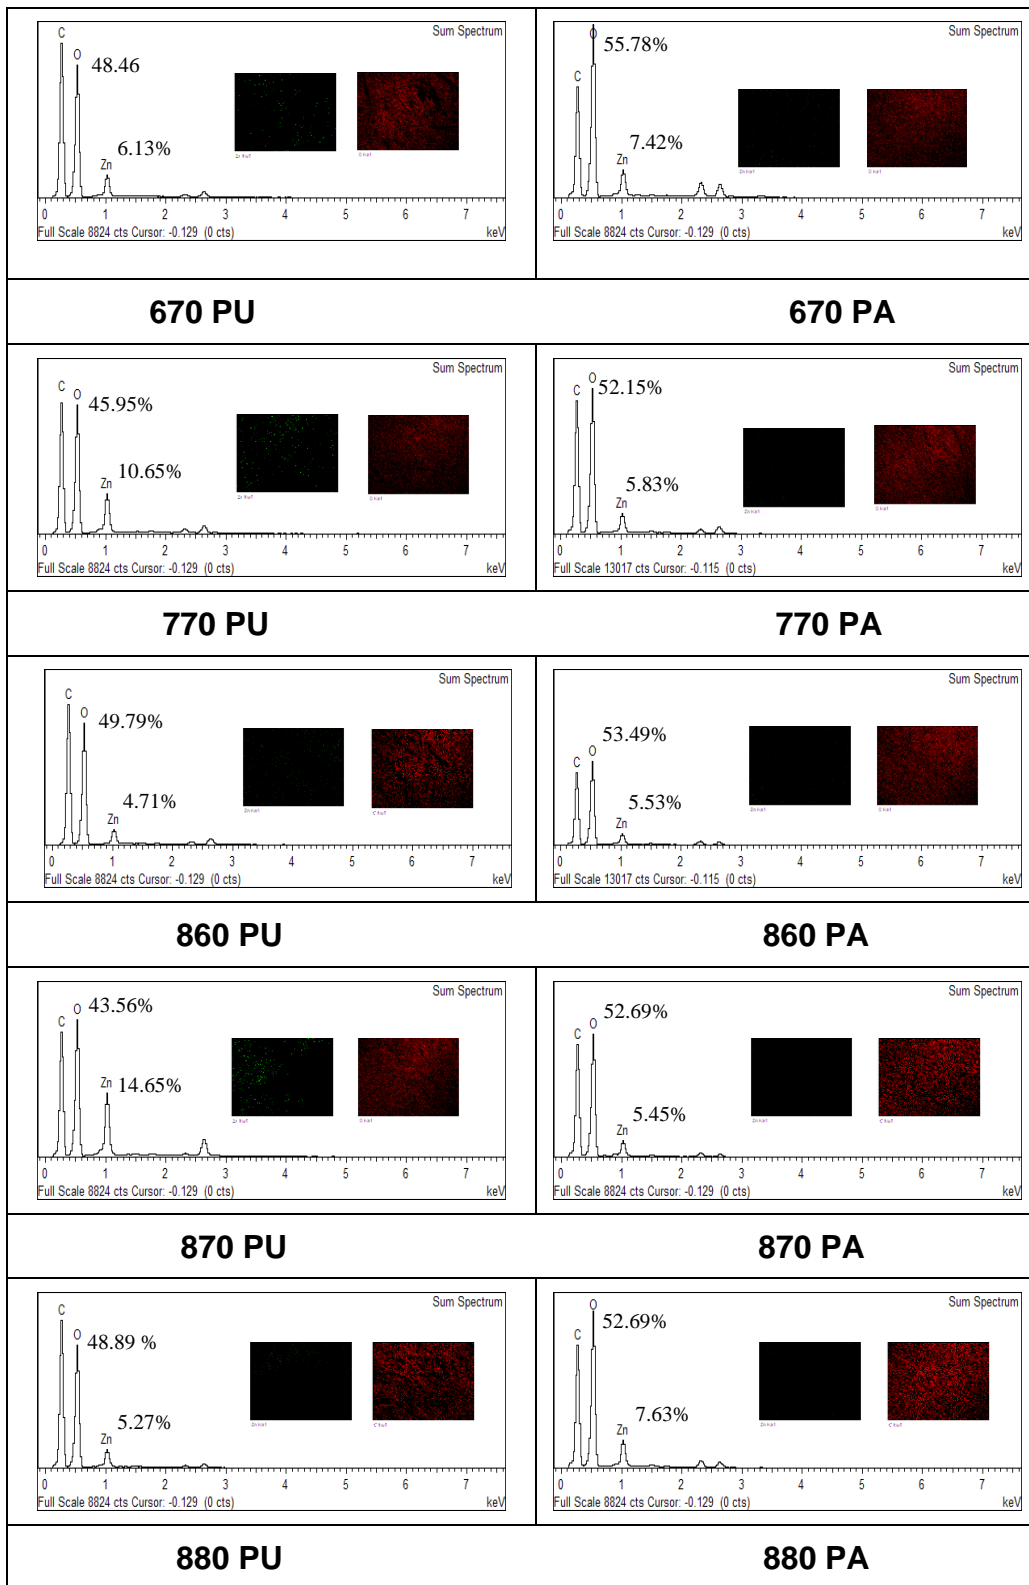 Sum Spectrum
C
O
48.46
6.13%
Zn
0 1 2 3 4 5 6 7
Full Scale 8824 cts Cursor: -0.129 (0 cts)
keV
Sum Spectrum
O
55.78%
C
7.42%
Zn
0 1 2 3 4 5 6 7
Full Scale 8824 cts Cursor: -0.129 (0 cts)
keV
670 PU
670 PA
Sum Spectrum
C
O
45.95%
10.65%
Zn
0 1 2 3 4 5 6 7
Full Scale 8824 cts Cursor: -0.129 (0 cts)
keV
Sum Spectrum
O
52.15%
C
5.83%
Zn
0 1 2 3 4 5 6 7
Full Scale 13017 cts Cursor: -0.115 (0 cts)
keV
770 PU
770 PA
Sum Spectrum
C
O
49.79%
4.71%
Zn
0 1 2 3 4 5 6 7
Full Scale 8824 cts Cursor: -0.129 (0 cts)
keV
Sum Spectrum
53.49%
O
C
5.53%
Zn
0 1 2 3 4 5 6 7
Full Scale 13017 cts Cursor: -0.115 (0 cts)
keV
860 PU
860 PA
Sum Spectrum
O
43.56%
C
Zn
14.65%
0 1 2 3 4 5 6 7
Full Scale 8824 cts Cursor: -0.129 (0 cts)
keV
Sum Spectrum
O
52.69%
C
5.45%
Zn
0 1 2 3 4 5 6 7
Full Scale 8824 cts Cursor: -0.129 (0 cts)
keV
870 PU
870 PA
Sum Spectrum
C
O
48.89 %
5.27%
Zn
0 1 2 3 4 5 6 7
Full Scale 8824 cts Cursor: -0.129 (0 cts)
keV
Sum Spectrum
O
52.69%
C
7.63%
Zn
0 1 2 3 4 5 6 7
Full Scale 8824 cts Cursor: -0.129 (0 cts)
keV
880 PU
880 PA